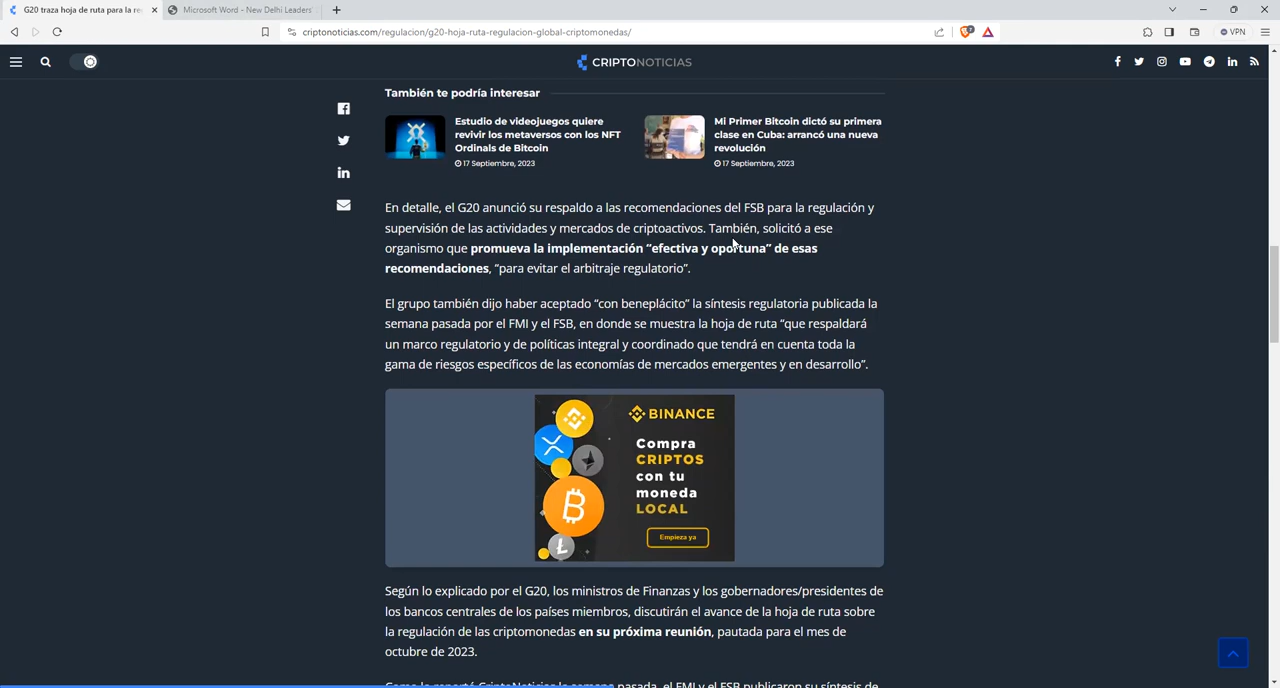 G20 traza hoja de ruta para la re
Microsoft Word - New Delhi Leaders'
criptonoticias.com/regulacion/g20-hoja-ruta-regulacion-global-criptomonedas/
VPN
CRIPTONOTICIAS
También te podría interesar
Estudio de videojuegos quiere
revivir los metaversos con los NFT
Ordinals de Bitcoin
17 Septiembre, 2023
Mi Primer Bitcoin dictó su primera
clase en Cuba: arrancó una nueva
revolución
17 Septiembre, 2023
En detalle, el G20 anunció su respaldo a las recomendaciones del FSB para la regulación y
supervisión de las actividades y mercados de criptoactivos. También, solicitó a ese
organismo que promueva la implementación “efectiva y oportuna” de esas
recomendaciones, “para evitar el arbitraje regulatorio”.
El grupo también dijo haber aceptado “con beneplácito” la síntesis regulatoria publicada la
semana pasada por el FMI y el FSB, en donde se muestra la hoja de ruta “que respaldará
un marco regulatorio y de políticas integral y coordinado que tendrá en cuenta toda la
gama de riesgos específicos de las economías de mercados emergentes y en desarrollo”.
BINANCE
Compra
CRIPTOS
con tu
moneda
LOCAL
Empieza ya
Según lo explicado por el G20, los ministros de Finanzas y los gobernadores/presidentes de
los bancos centrales de los países miembros, discutirán el avance de la hoja de ruta sobre
la regulación de las criptomonedas en su próxima reunión, pautada para el mes de
octubre de 2023.
Como lo reportó CriptoNoticias la semana pasada, el FMI y el FSB publicaron su síntesis de